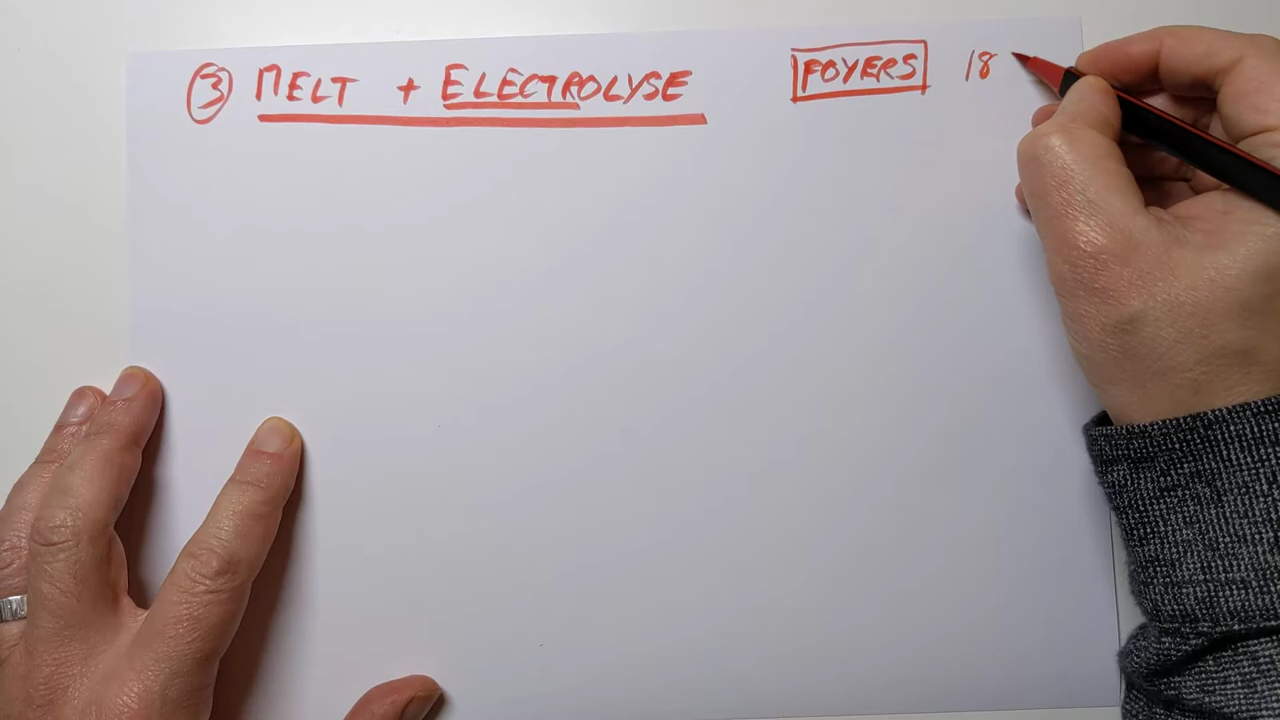 ③ MELT + ELECTROLYSE FOYERS 18